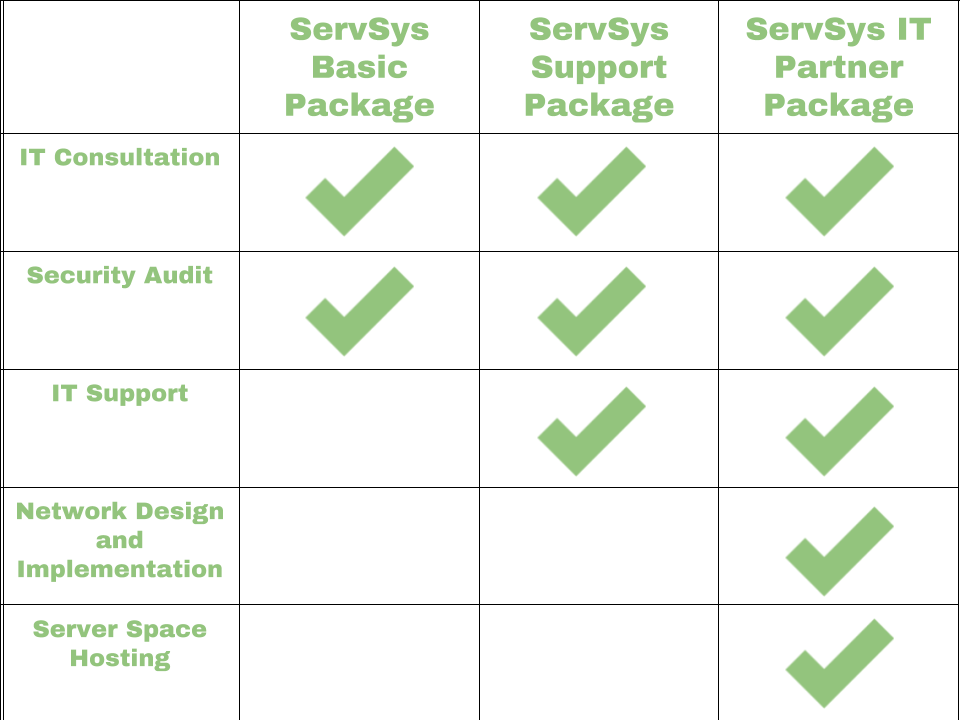 ServSys
Basic
Package
ServSys
Support
Package
ServSys IT
Partner
Package
IT Consultation
Security Audit
IT Support
Network Design
and
Implementation
Server Space
Hosting